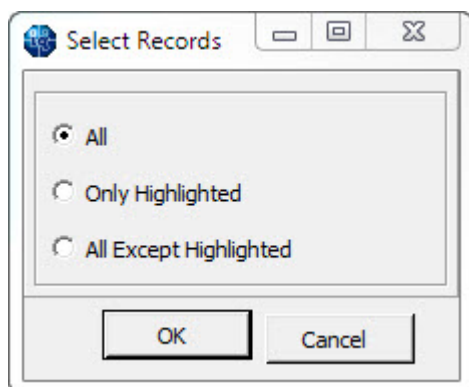 Select Records
All
Only Highlighted
All Except Highlighted
OK Cancel